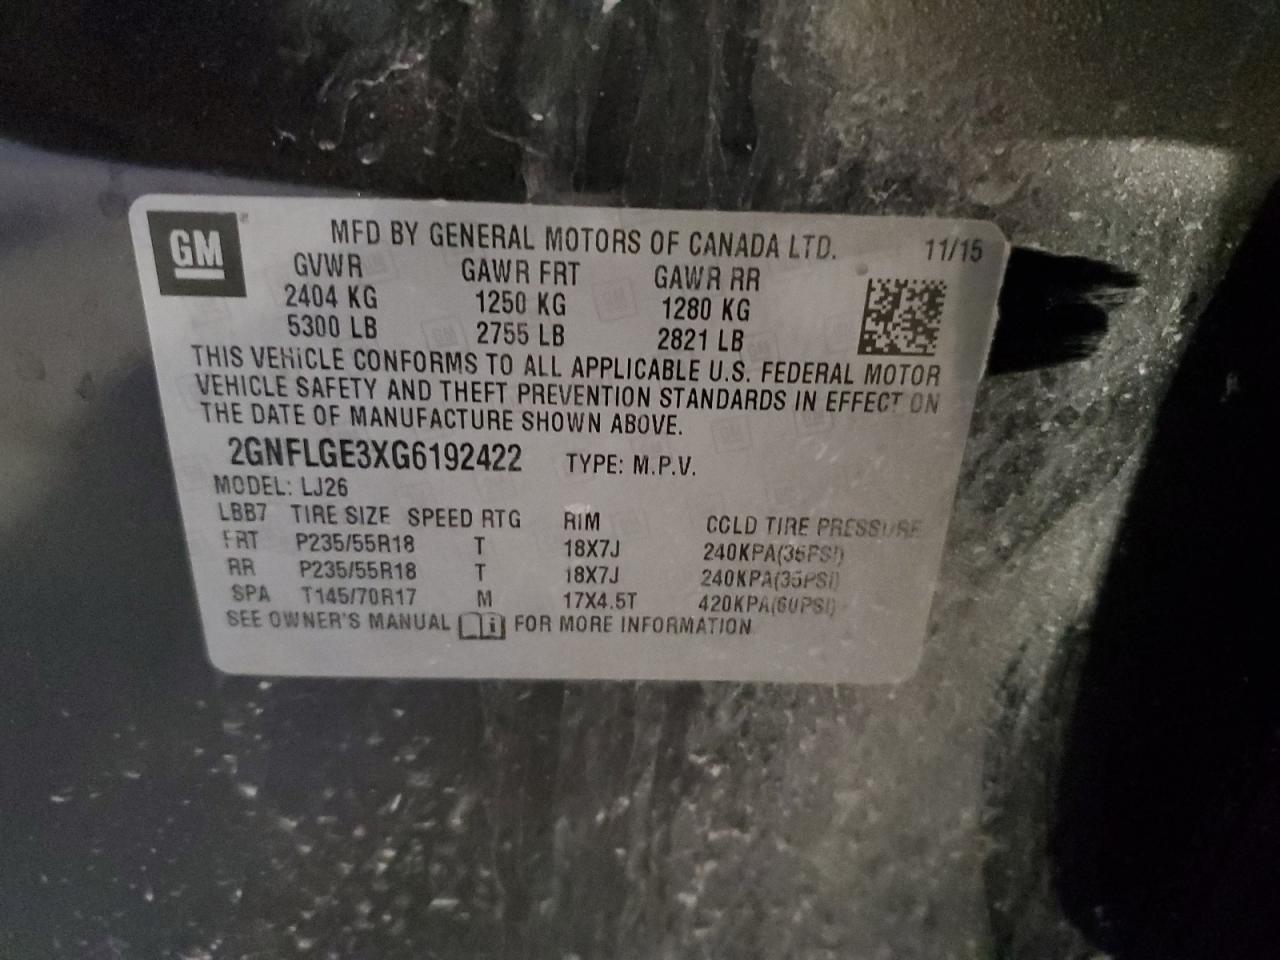 GM
MFD BY GENERAL MOTORS OF CANADA LTD. 11/15
GVWR GAWR FRT GAWR RR
2404 KG 1250 KG 1280 KG
5300 LB 2755 LB 2821 LB
THIS VEHICLE CONFORMS TO ALL APPLICABLE U.S. FEDERAL MOTOR
VEHICLE SAFETY AND THEFT PREVENTION STANDARDS IN EFFECT ON
THE DATE OF MANUFACTURE SHOWN ABOVE.
2GNFLGE3XG6192422 TYPE: M.P.V.
MODEL: LJ26
LBB7 TIRE SIZE SPEED RTG RIM COLD TIRE PRESSURE
FRT P235/55R18 T 18X7J 240KPA(35PSI)
RR P235/55R18 T 18X7J 240KPA(35PSI)
SPA T145/70R17 M 17X4.5T 420KPA(60PSI)
SEE OWNER'S MANUAL i FOR MORE INFORMATION